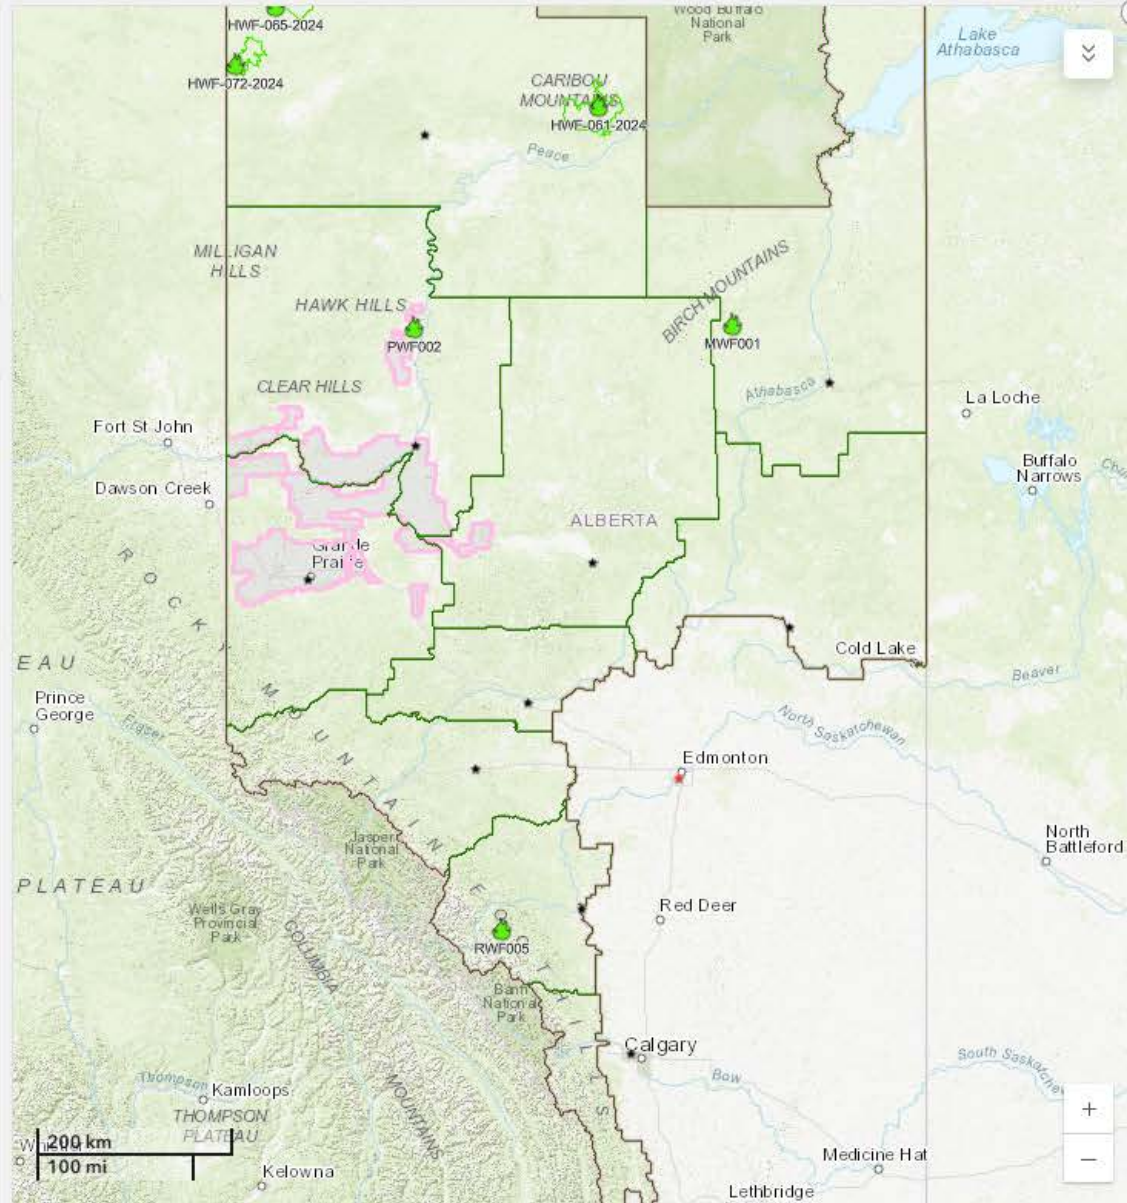 HWF-065-2024
Wood Buffalo
National
Park
Lake
Athabasca
HWF-072-2024
CARIBOU
MOUNTAINS
HWF-061-2024
Peace
MILLIGAN
HILLS
BIRCH MOUNTAINS
HAWK HILLS
PWF002
MWF001
CLEAR HILLS
Athabasca
La Loche
Fort St John
Buffalo
Narrows
Dawson Creek
ALBERTA
Grande
Prairie
ROCKY MOUNTAIN FOOTHILLS
Cold Lake
EAU
Beaver
Prince
George
Fraser
North Saskatchewan
Edmonton
Jasper
National
Park
North
Battleford
PLATEAU
Wells Gray
Provincial
Park
Red Deer
COLUMBIA
MOUNTAINS
RWF005
Banff
National
Park
Calgary
South Saskatchew
Thompson
Kamloops
Bow
THOMPSON
PLATEAU
200 km
100 mi
Kelowna
Medicine Hat
Lethbridge
+
−